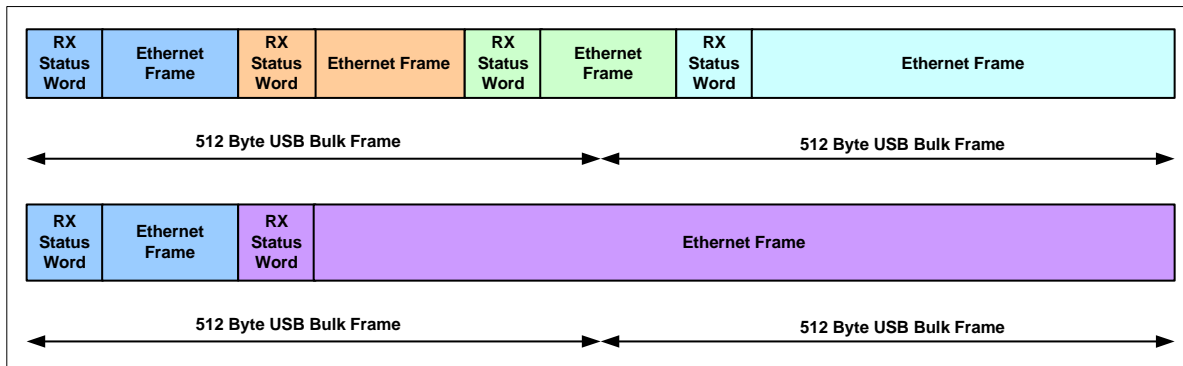 RX
Status
Word
Ethernet
Frame
RX
Status
Word
Ethernet Frame
RX
Status
Word
Ethernet
Frame
RX
Status
Word
Ethernet Frame
512 Byte USB Bulk Frame
512 Byte USB Bulk Frame
RX
Status
Word
Ethernet
Frame
RX
Status
Word
Ethernet Frame
512 Byte USB Bulk Frame
512 Byte USB Bulk Frame